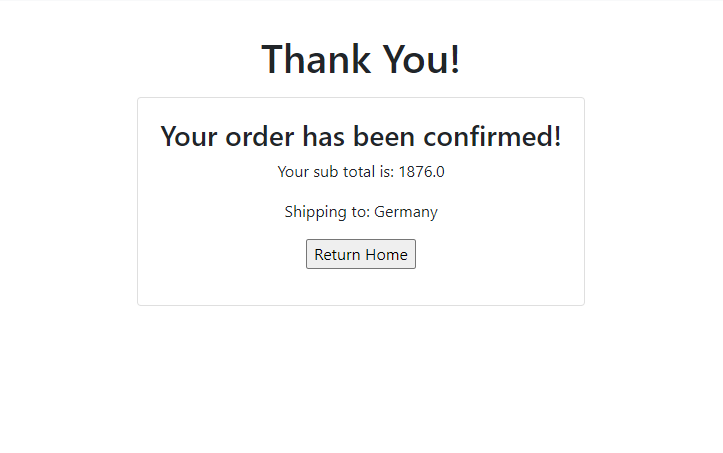 Thank You!
Your order has been confirmed!
Your sub total is: 1876.0
Shipping to: Germany
Return Home